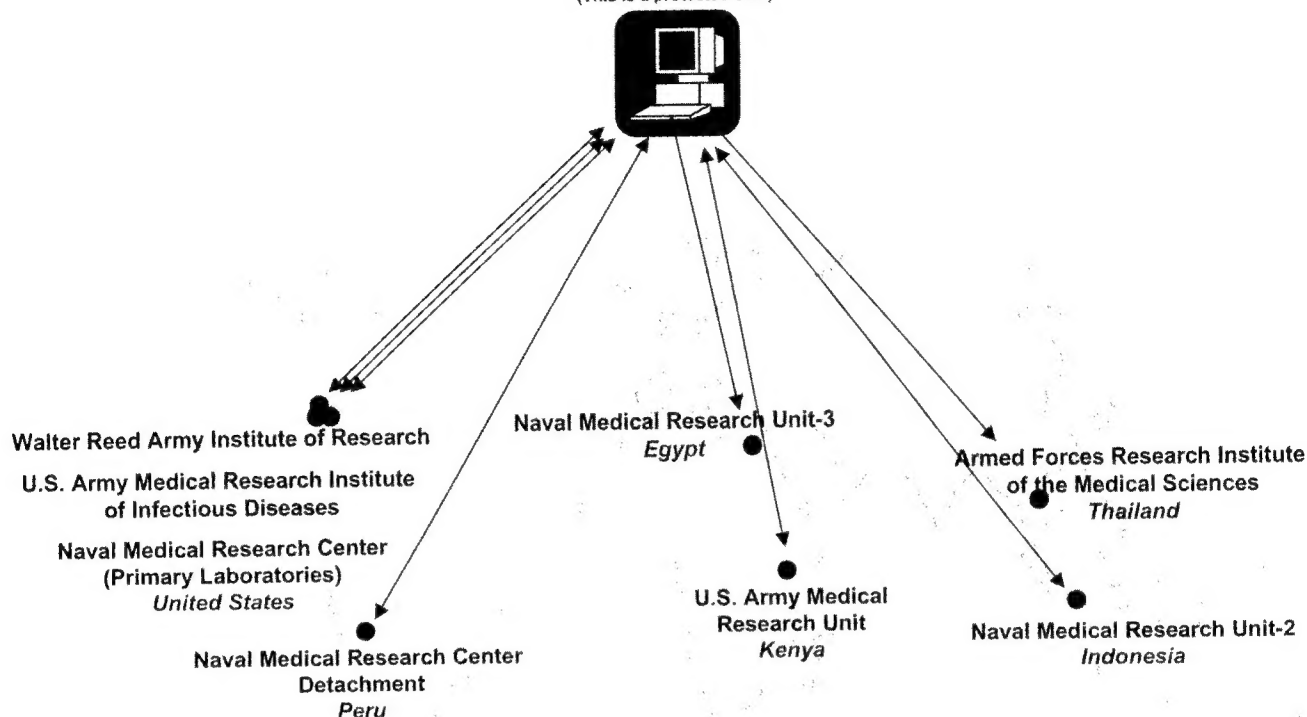 Walter Reed Army Institute of Research
U.S. Army Medical Research Institute
of Infectious Diseases
Naval Medical Research Center
(Primary Laboratories)
United States
Naval Medical Research Center
Detachment
Peru
Naval Medical Research Unit-3
Egypt
U.S. Army Medical
Research Unit
Kenya
Armed Forces Research Institute
of the Medical Sciences
Thailand
Naval Medical Research Unit-2
Indonesia